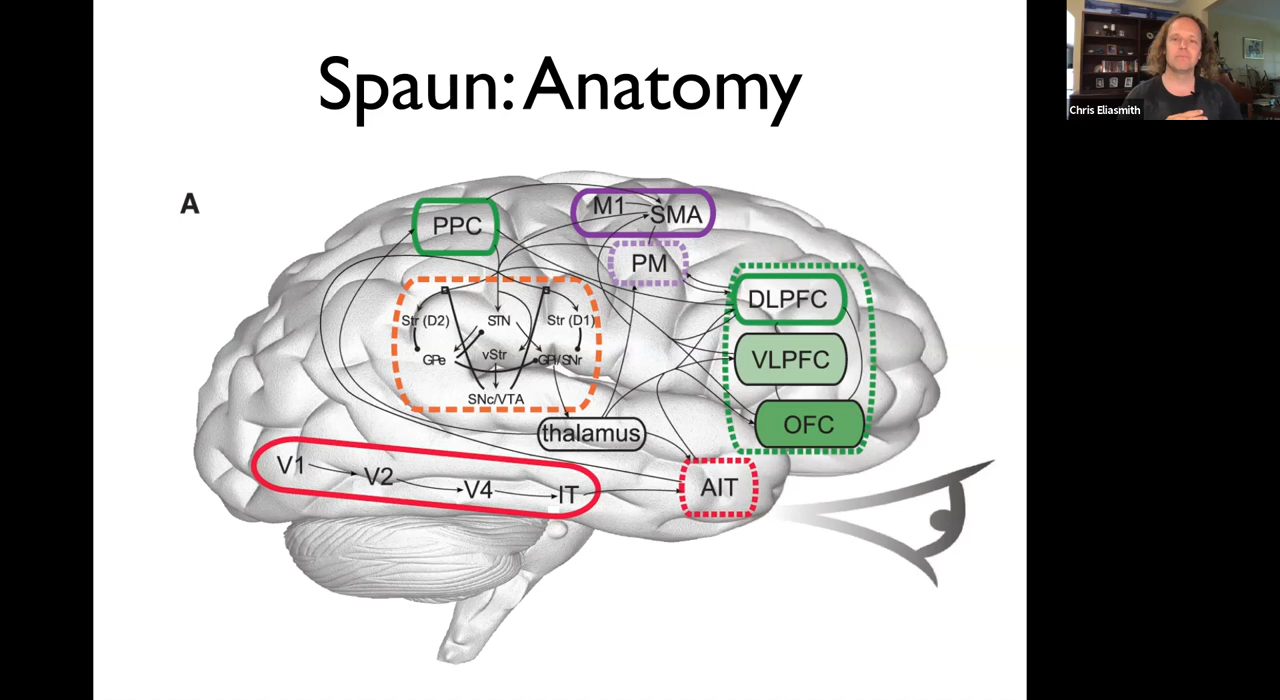 Spaun: Anatomy
Chris Eliasmith
A
PPC
M1
SMA
PM
DLPFC
VLPFC
OFC
Str (D2)
STN
Str (D1)
GPe
vStr
GPi/SNr
SNc/VTA
thalamus
V1
V2
V4
IT
AIT